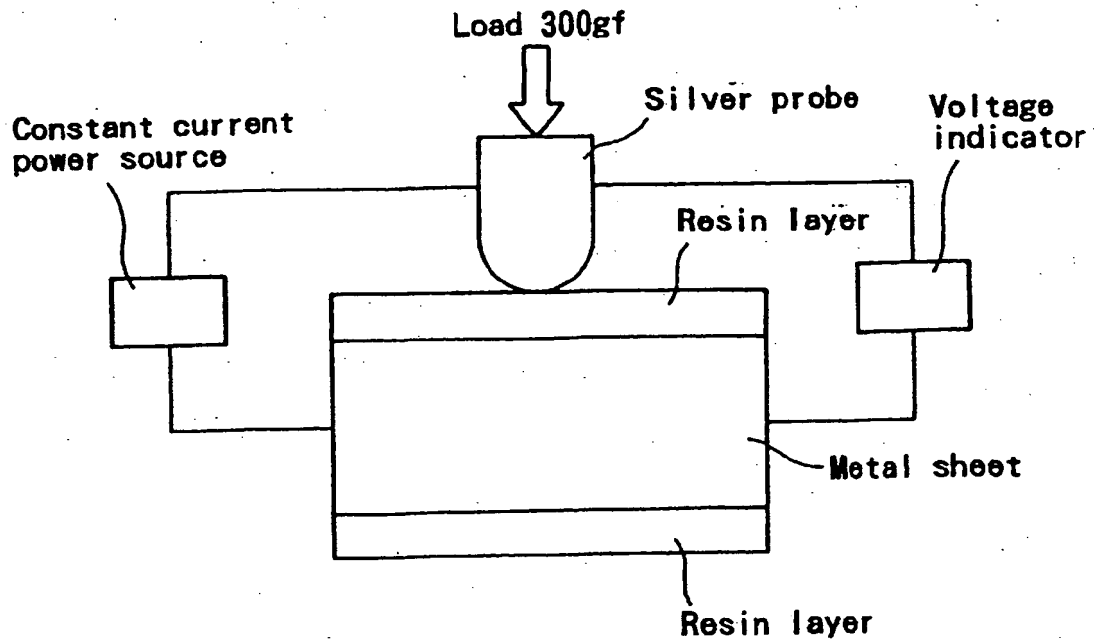 Load 300gf
Silver probe
Voltage
indicator
Constant current
power source
Resin layer
Metal sheet
Resin layer